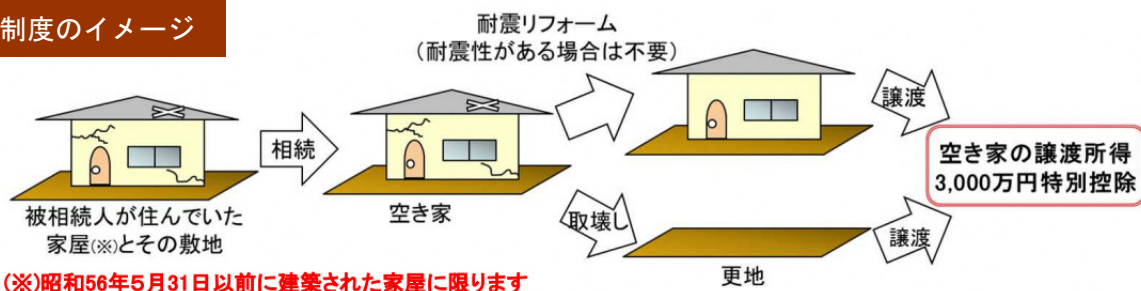 制度のイメージ
耐震リフォーム
（耐震性がある場合は不要）
相続
譲渡
空き家の譲渡所得
3,000万円特別控除
被相続人が住んでいた
家屋(※)とその敷地
空き家
取壊し
譲渡
更地
(※)昭和56年5月31日以前に建築された家屋に限ります